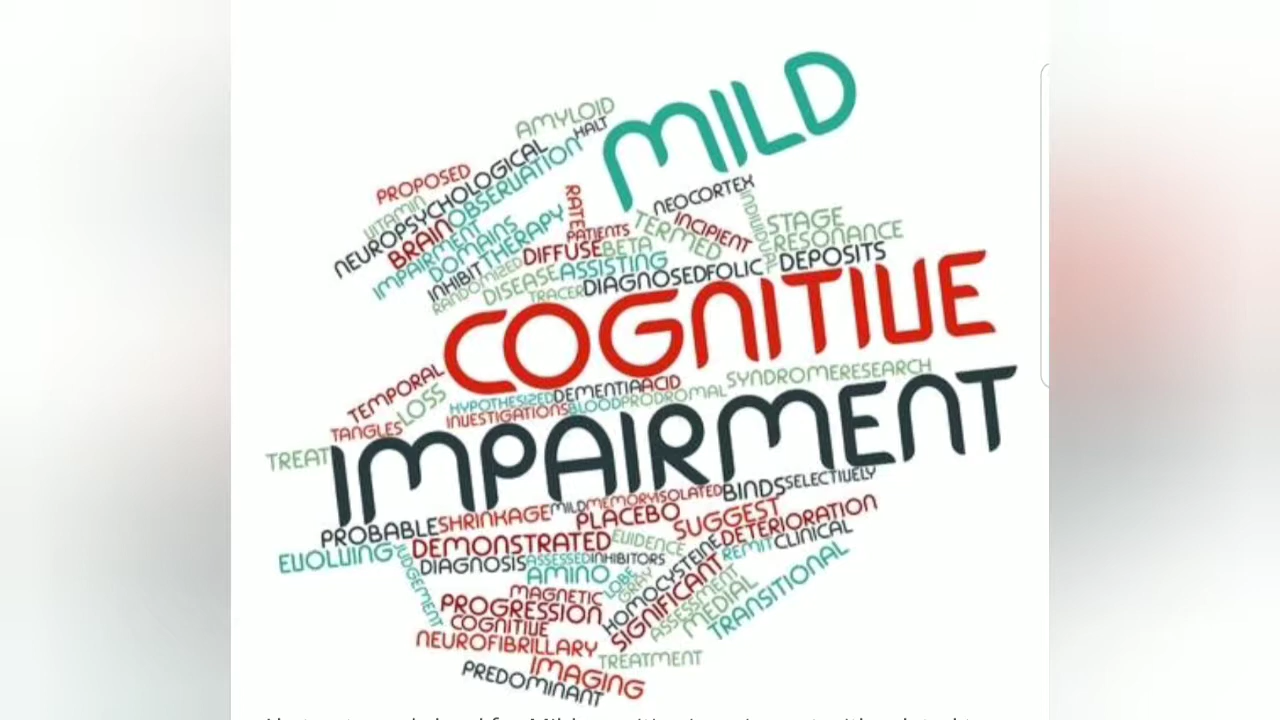 MILD
AMYLOID
HALT
PROPOSED
VITAMIN
NEUROPSYCHOLOGICAL
BRAIN OBSERVATION
IMPAIRMENT
DOMAINS
INHIBIT THERAPY
RANDOMIZED
RATE
PATIENTS
DIFFUSE BETA
DISEASE ASSISTING
TRACER DIAGNOSED FOLIC DEPOSITS
NEOCORTEX
INCIPIENT
TERMED
INDIVIDUAL
STAGE
RESONANCE
COGNITIVE
TEMPORAL
LOSS
TANGLES
TREAT
HYPOTHESIZED DEMENTIA ACID
INVESTIGATIONS BLOOD PRODROMAL SYNDROME RESEARCH
IMPAIRMENT
PROBABLE SHRINKAGE MILD MEMORY ISOLATED BINDS SELECTIVELY
PLACEBO
SUGGEST
EVOLVING
JUDGEMENT
DEMONSTRATED EVIDENCE
DIAGNOSIS ASSESSED INHIBITORS
AMINO
LOBE
GRAY
HOMOCYSTEINE DETERIORATION
REMIT CLINICAL
SIGNIFICANT
ASSESSMENT
MEDIAL
TRANSITIONAL
MAGNETIC
PROGRESSION
COGNITIVE
NEUROFIBRILLARY
TREATMENT
IMAGING
PREDOMINANT